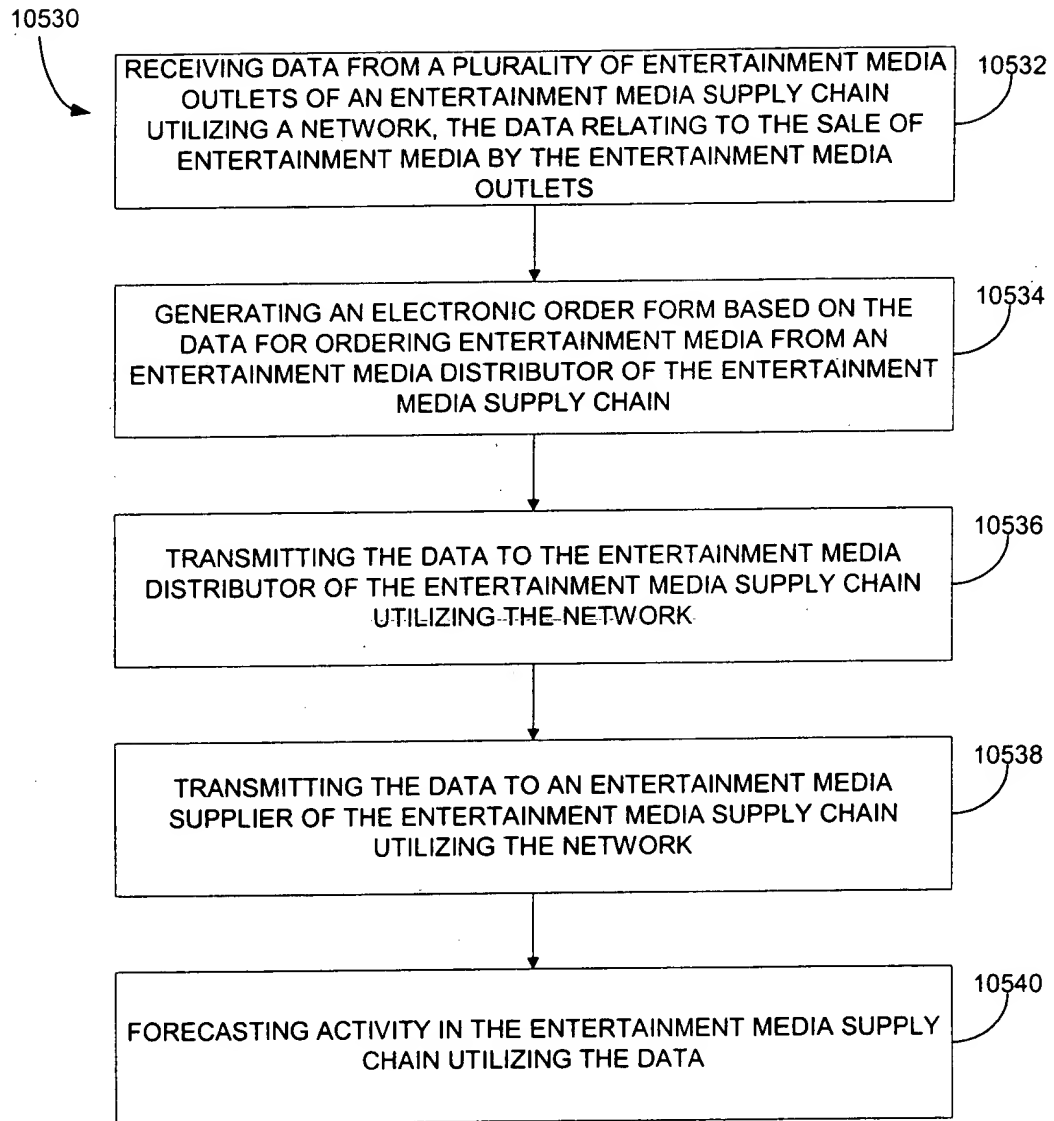 10530
RECEIVING DATA FROM A PLURALITY OF ENTERTAINMENT MEDIA
OUTLETS OF AN ENTERTAINMENT MEDIA SUPPLY CHAIN
UTILIZING A NETWORK, THE DATA RELATING TO THE SALE OF
ENTERTAINMENT MEDIA BY THE ENTERTAINMENT MEDIA
OUTLETS
10532
GENERATING AN ELECTRONIC ORDER FORM BASED ON THE
DATA FOR ORDERING ENTERTAINMENT MEDIA FROM AN
ENTERTAINMENT MEDIA DISTRIBUTOR OF THE ENTERTAINMENT
MEDIA SUPPLY CHAIN
10534
TRANSMITTING THE DATA TO THE ENTERTAINMENT MEDIA
DISTRIBUTOR OF THE ENTERTAINMENT MEDIA SUPPLY CHAIN
UTILIZING THE NETWORK
10536
TRANSMITTING THE DATA TO AN ENTERTAINMENT MEDIA
SUPPLIER OF THE ENTERTAINMENT MEDIA SUPPLY CHAIN
UTILIZING THE NETWORK
10538
FORECASTING ACTIVITY IN THE ENTERTAINMENT MEDIA SUPPLY
CHAIN UTILIZING THE DATA
10540